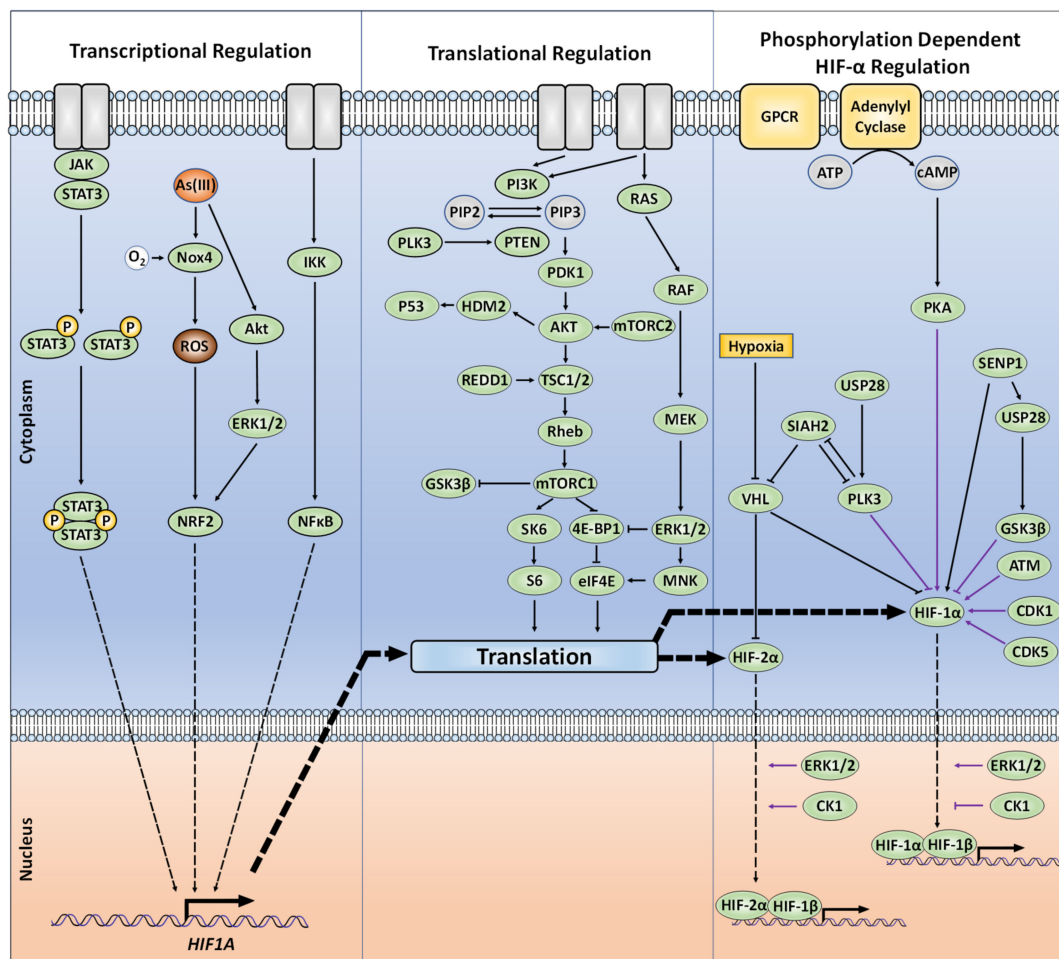 Transcriptional Regulation
JAK
STAT3
As(III)
O2
Nox4
IKK
P
STAT3
P
STAT3
ROS
Akt
ERK1/2
STAT3
P
P
STAT3
NRF2
NFκB
HIF1A
Cytoplasm
Nucleus
Translational Regulation
PI3K
RAS
PIP2
PIP3
PLK3
PTEN
PDK1
RAF
P53
HDM2
AKT
mTORC2
REDD1
TSC1/2
MEK
Rheb
GSK3β
mTORC1
SK6
4E-BP1
ERK1/2
S6
eIF4E
MNK
Translation
Phosphorylation Dependent
HIF-α Regulation
GPCR
Adenylyl
Cyclase
ATP
cAMP
PKA
Hypoxia
SENP1
USP28
USP28
SIAH2
VHL
PLK3
GSK3β
ATM
HIF-1α
CDK1
CDK5
HIF-2α
ERK1/2
ERK1/2
CK1
CK1
HIF-1α
HIF-1β
HIF-2α
HIF-1β